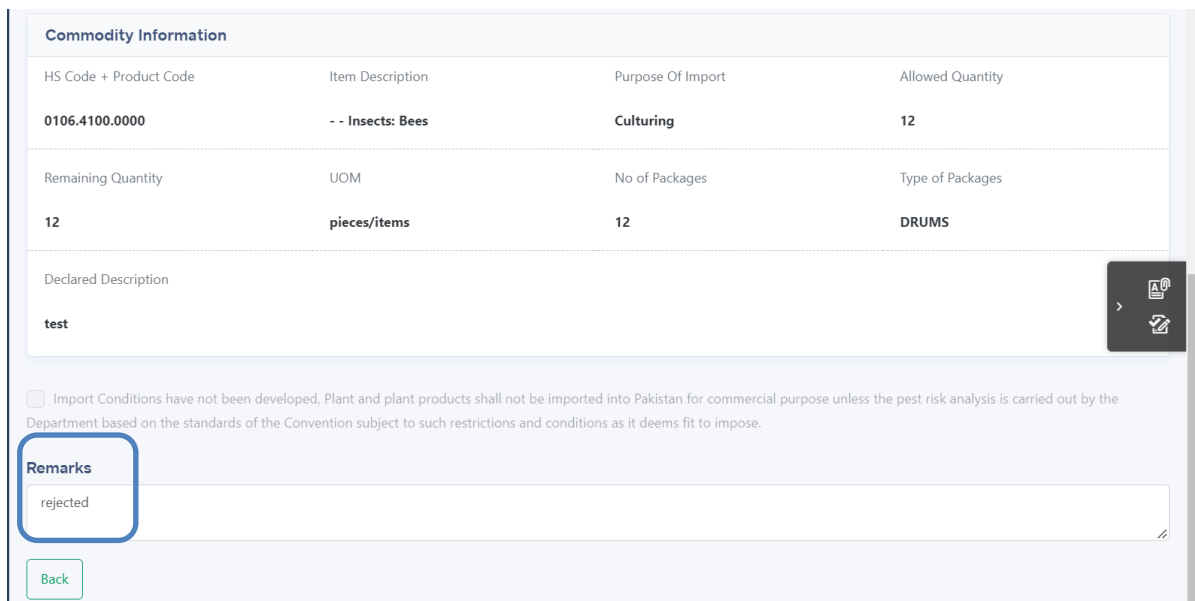 Commodity Information
HS Code + Product Code Item Description Purpose Of Import Allowed Quantity
0106.4100.0000 - - Insects: Bees Culturing 12
Remaining Quantity UOM No of Packages Type of Packages
12 pieces/items 12 DRUMS
Declared Description
test
Import Conditions have not been developed, Plant and plant products shall not be imported into Pakistan for commercial purpose unless the pest risk analysis is carried out by the
Department based on the standards of the Convention subject to such restrictions and conditions as it deems fit to impose.
Remarks
rejected
Back